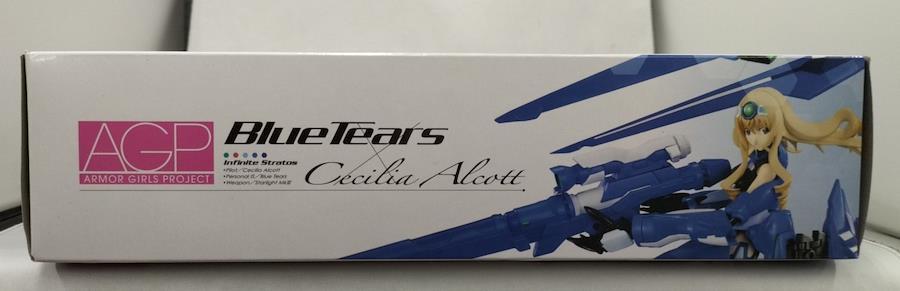 AGP
ARMOR GIRLS PROJECT
BlueTears
×
Infinite Stratos
•Pilot／Cecilia Alcott
•Personal IS／Blue Tears
•Weapon／Starlight MkIII
Cecilia Alcott